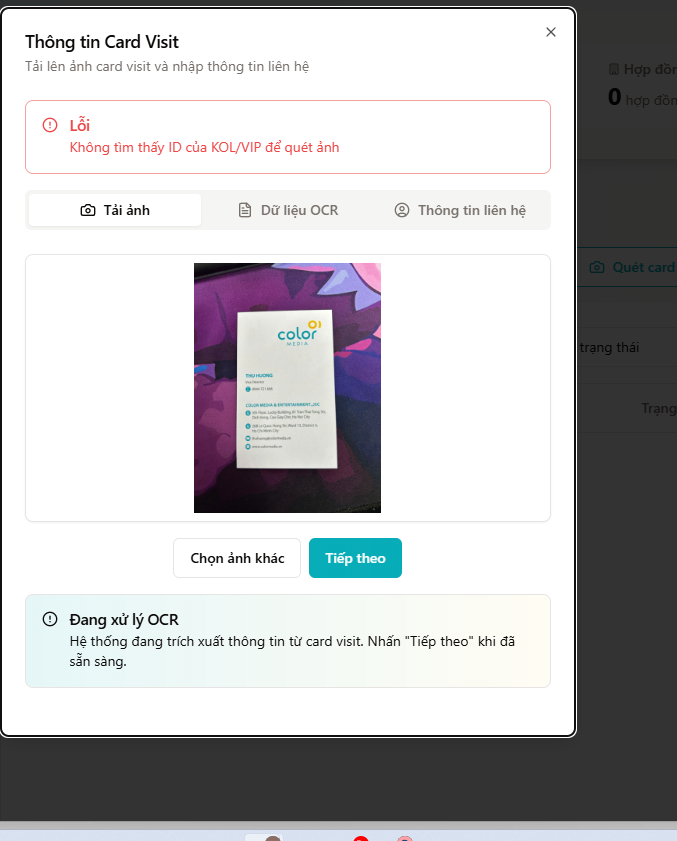 Thông tin Card Visit
Tải lên ảnh card visit và nhập thông tin liên hệ
Lỗi
Không tìm thấy ID của KOL/VIP để quét ảnh
Tải ảnh
Dữ liệu OCR
Thông tin liên hệ
color
MEDIA
THU HƯƠNG
Vice Director
COLOR MEDIA & ENTERTAINMENT.,JSC
Chọn ảnh khác
Tiếp theo
Đang xử lý OCR
Hệ thống đang trích xuất thông tin từ card visit. Nhấn "Tiếp theo" khi đã
sẵn sàng.
Hợp đồn
0 hợp đồn
Quét card
trạng thái
Trạng